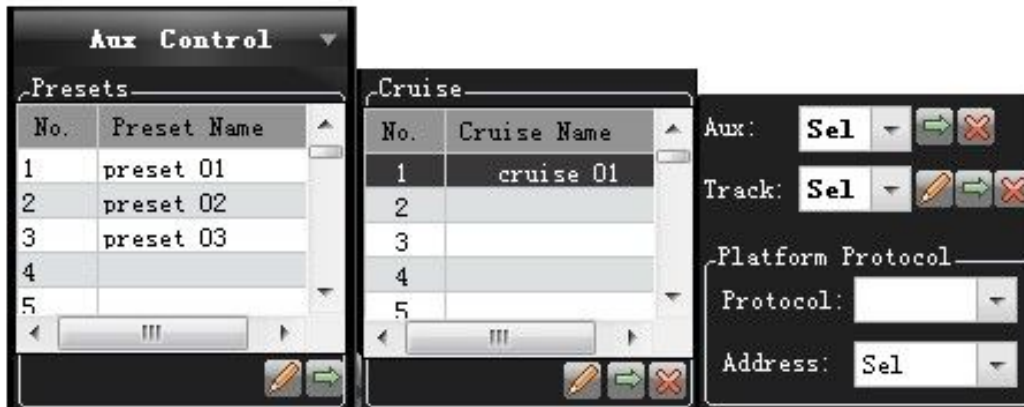 Aux Control
Presets
No. Preset Name
1 preset 01
2 preset 02
3 preset 03
4
5
Cruise
No. Cruise Name
1 cruise 01
2
3
4
5
Aux: Sel
Track: Sel
Platform Protocol
Protocol:
Address: Sel